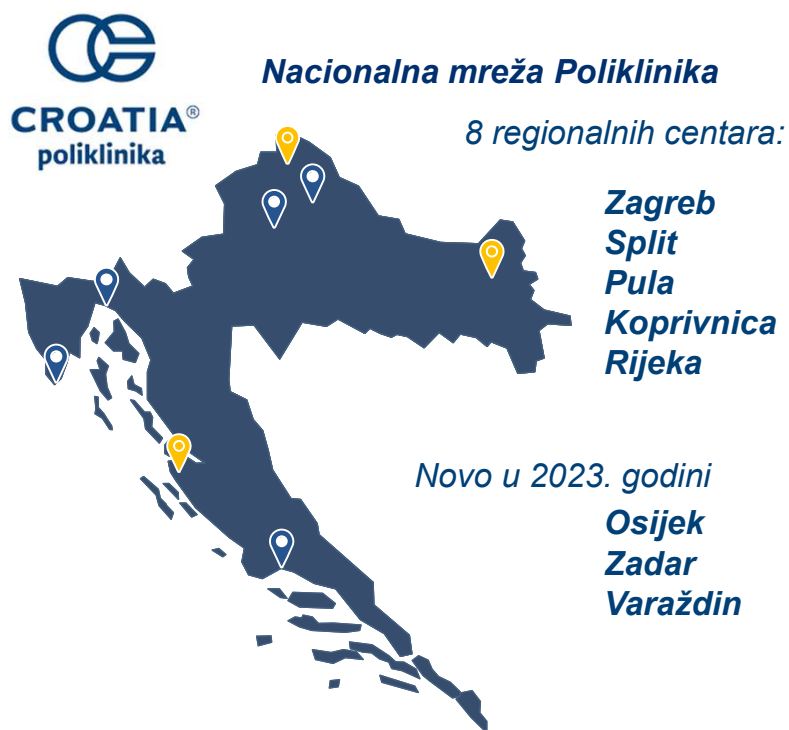 CROATIA®
poliklinika
Nacionalna mreža Poliklinika
8 regionalnih centara:
Zagreb
Split
Pula
Koprivnica
Rijeka
Novo u 2023. godini
Osijek
Zadar
Varaždin